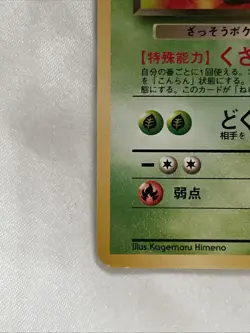 ざっそうポケ
【特殊能力】くさ
自分の番ごとに1回使える。
を「こんらん」状態にする。
態にする。このカードが「ね
どく
相手を
弱点
Illus. Kagemaru Himeno